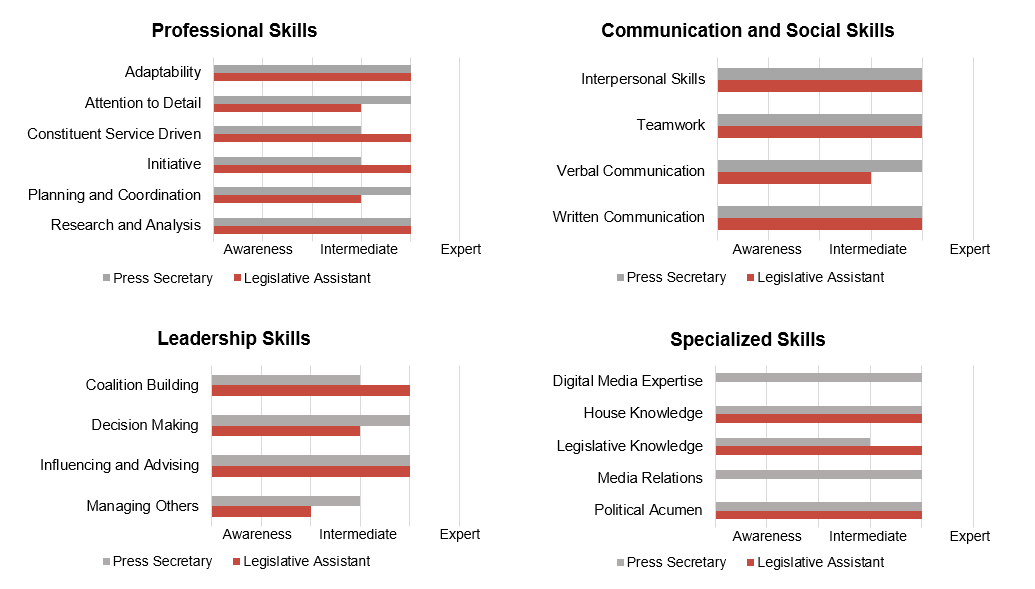 Professional Skills
Adaptability
Attention to Detail
Constituent Service Driven
Initiative
Planning and Coordination
Research and Analysis
Awareness Intermediate Expert
Press Secretary Legislative Assistant
Communication and Social Skills
Interpersonal Skills
Teamwork
Verbal Communication
Written Communication
Awareness Intermediate Expert
Press Secretary Legislative Assistant
Leadership Skills
Coalition Building
Decision Making
Influencing and Advising
Managing Others
Awareness Intermediate Expert
Press Secretary Legislative Assistant
Specialized Skills
Digital Media Expertise
House Knowledge
Legislative Knowledge
Media Relations
Political Acumen
Awareness Intermediate Expert
Press Secretary Legislative Assistant